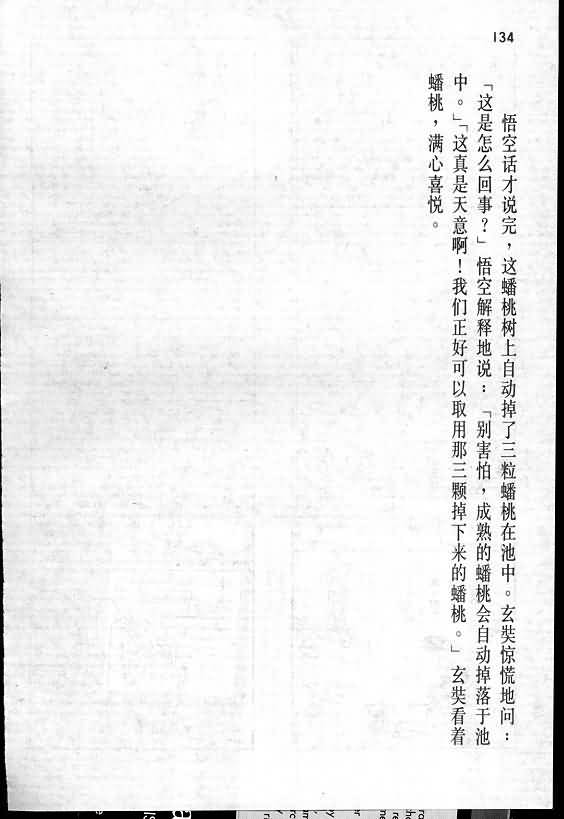 134
悟空话才说完，这蟠桃树上自动掉了三粒蟠桃在池中。玄奘惊慌地问：
「这是怎么回事？」悟空解释地说：「别害怕，成熟的蟠桃会自动掉落于池
中。」「这真是天意啊！我们正好可以取用那三颗掉下来的蟠桃。」玄奘看着
蟠桃，满心喜悦。